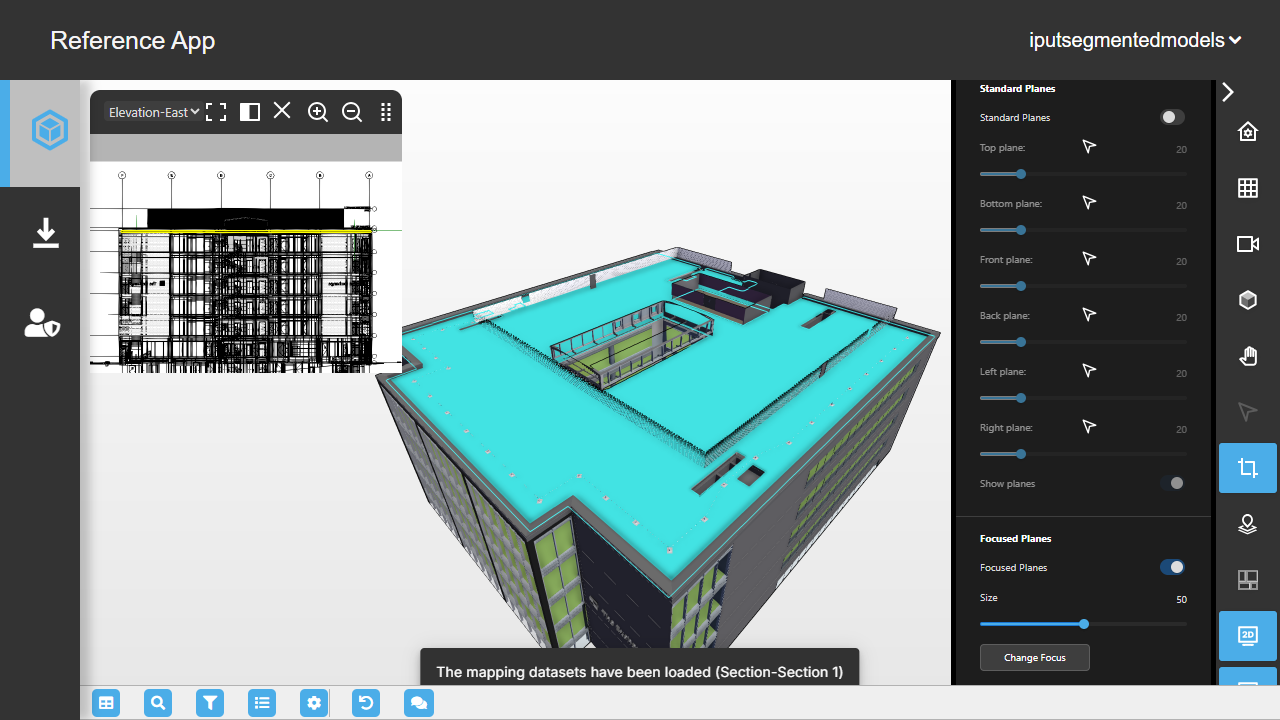 Reference App
iputsegmentedmodels
Elevation-East
Standard Planes
Standard Planes
Top plane:
20
Bottom plane:
20
Front plane:
20
Back plane:
20
Left plane:
20
Right plane:
20
Show planes
Focused Planes
Focused Planes
Size
50
Change Focus
2D
The mapping datasets have been loaded (Section-Section 1)